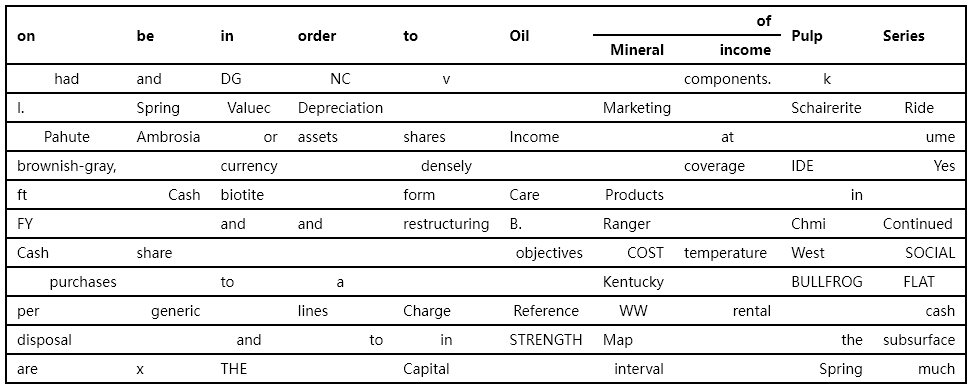 on be in order to Oil of Pulp Series
Mineral income
had and DG NC v components. k
I. Spring Valuec Depreciation Marketing Schairerite Ride
Pahute Ambrosia or assets shares Income at ume
brownish-gray, currency densely coverage IDE Yes
ft Cash biotite form Care Products in
FY and and restructuring B. Ranger Chmi Continued
Cash share objectives COST temperature West SOCIAL
purchases to a Kentucky BULLFROG FLAT
per generic lines Charge Reference WW rental cash
disposal and to in STRENGTH Map the subsurface
are x THE Capital interval Spring much